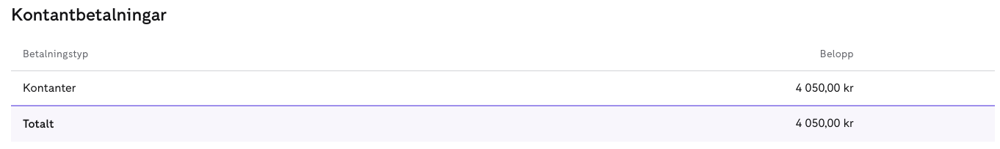 Kontantbetalningar
Betalningstyp Belopp
Kontanter 4 050,00 kr
Totalt 4 050,00 kr